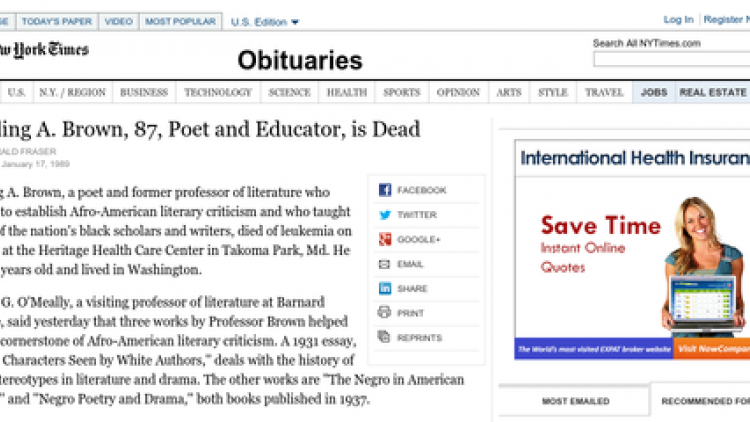 SE TODAY'S PAPER VIDEO MOST POPULAR U.S. Edition
Log In Register N
w York Times
Obituaries
Search All NYTimes.com
U.S. N.Y. / REGION BUSINESS TECHNOLOGY SCIENCE HEALTH SPORTS OPINION ARTS STYLE TRAVEL JOBS REAL ESTATE
ling A. Brown, 87, Poet and Educator, is Dead
ALD FRASER
January 17, 1989
g A. Brown, a poet and former professor of literature who
to establish Afro-American literary criticism and who taught
of the nation's black scholars and writers, died of leukemia on
at the Heritage Health Care Center in Takoma Park, Md. He
years old and lived in Washington.
G. O'Meally, a visiting professor of literature at Barnard
e, said yesterday that three works by Professor Brown helped
cornerstone of Afro-American literary criticism. A 1931 essay,
Characters Seen by White Authors," deals with the history of
tereotypes in literature and drama. The other works are "The Negro in American
" and "Negro Poetry and Drama," both books published in 1937.
FACEBOOK
TWITTER
GOOGLE+
EMAIL
SHARE
PRINT
REPRINTS
International Health Insuran
Save Time
Instant Online
Quotes
The World's most visited EXPAT broker website
Visit NowCompa
MOST EMAILED
RECOMMENDED FO